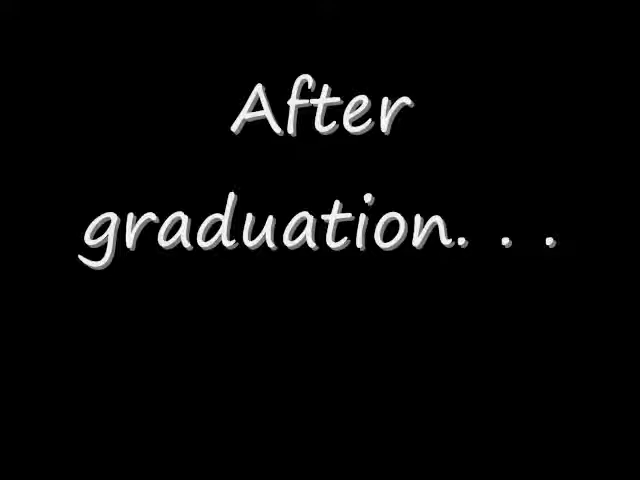 After
graduation. . .